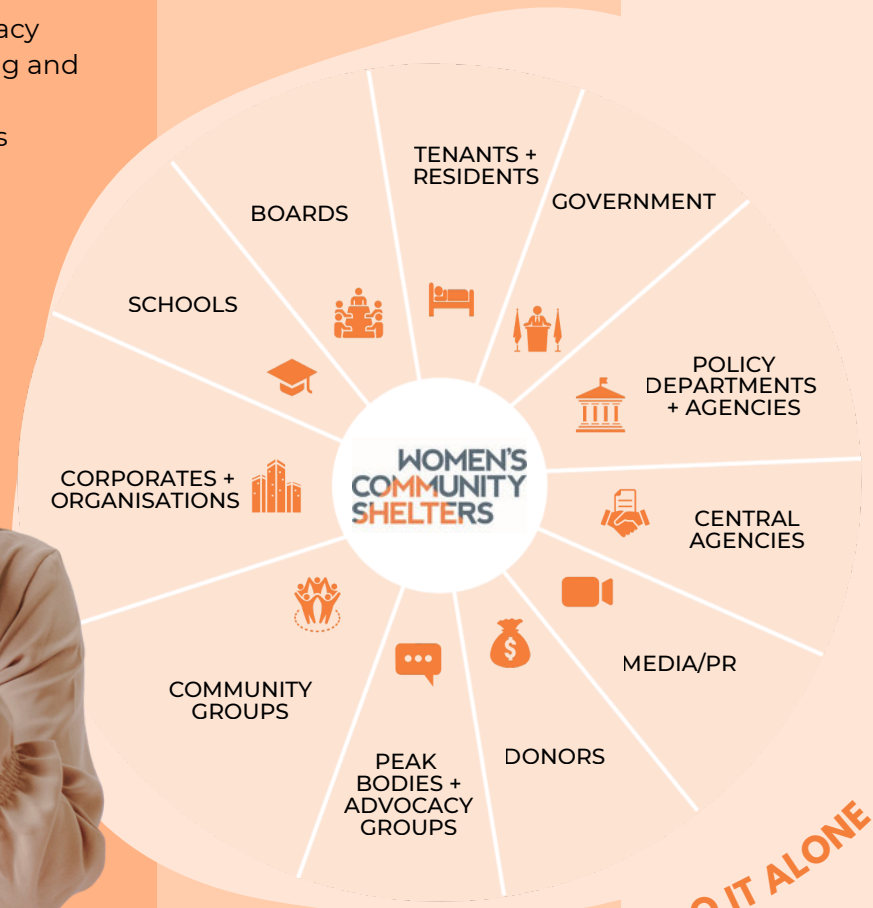 g and
TENANTS +
RESIDENTS
GOVERNMENT
BOARDS
SCHOOLS
POLICY
DEPARTMENTS
+ AGENCIES
CORPORATES +
ORGANISATIONS
WOMEN'S
COMMUNITY
SHELTERS
CENTRAL
AGENCIES
MEDIA/PR
COMMUNITY
GROUPS
DONORS
PEAK
BODIES +
ADVOCACY
GROUPS
$
IT ALONE